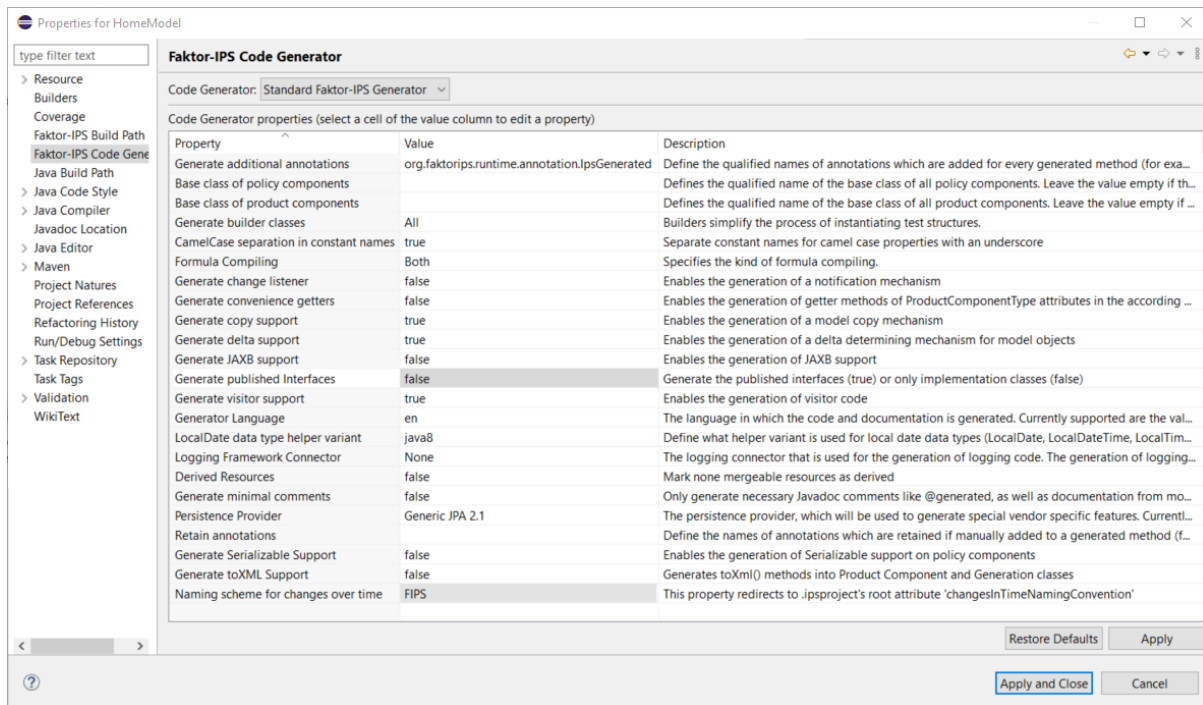 Properties for HomeModel
type filter text
Resource
Builders
Coverage
Faktor-IPS Build Path
Faktor-IPS Code Gene
Java Build Path
Java Code Style
Java Compiler
Javadoc Location
Java Editor
Maven
Project Natures
Project References
Refactoring History
Run/Debug Settings
Task Repository
Task Tags
Validation
WikiText
Faktor-IPS Code Generator
Code Generator: Standard Faktor-IPS Generator
Code Generator properties (select a cell of the value column to edit a property)
Property Value Description
Generate additional annotations org.faktorips.runtime.annotation.IpsGenerated Define the qualified names of annotations which are added for every generated method (for exa...
Base class of policy components Defines the qualified name of the base class of all policy components. Leave the value empty if th...
Base class of product components Defines the qualified name of the base class of all product components. Leave the value empty if ...
Generate builder classes All Builders simplify the process of instantiating test structures.
CamelCase separation in constant names true Separate constant names for camel case properties with an underscore
Formula Compiling Both Specifies the kind of formula compiling.
Generate change listener false Enables the generation of a notification mechanism
Generate convenience getters false Enables the generation of getter methods of ProductComponentType attributes in the according ...
Generate copy support true Enables the generation of a model copy mechanism
Generate delta support true Enables the generation of a delta determining mechanism for model objects
Generate JAXB support false Enables the generation of JAXB support
Generate published Interfaces false Generate the published interfaces (true) or only implementation classes (false)
Generate visitor support true Enables the generation of visitor code
Generator Language en The language in which the code and documentation is generated. Currently supported are the val...
LocalDate data type helper variant java8 Define what helper variant is used for local date data types (LocalDate, LocalDateTime, LocalTim...
Logging Framework Connector None The logging connector that is used for the generation of logging code. The generation of logging...
Derived Resources false Mark none mergeable resources as derived
Generate minimal comments false Only generate necessary Javadoc comments like @generated, as well as documentation from mo...
Persistence Provider Generic JPA 2.1 The persistence provider, which will be used to generate special vendor specific features. Currentl...
Retain annotations Define the names of annotations which are retained if manually added to a generated method (f...
Generate Serializable Support false Enables the generation of Serializable support on policy components
Generate toXML Support false Generates toXml() methods into Product Component and Generation classes
Naming scheme for changes over time FIPS This property redirects to .ipsproject's root attribute 'changesInTimeNamingConvention'
Restore Defaults Apply
Apply and Close Cancel